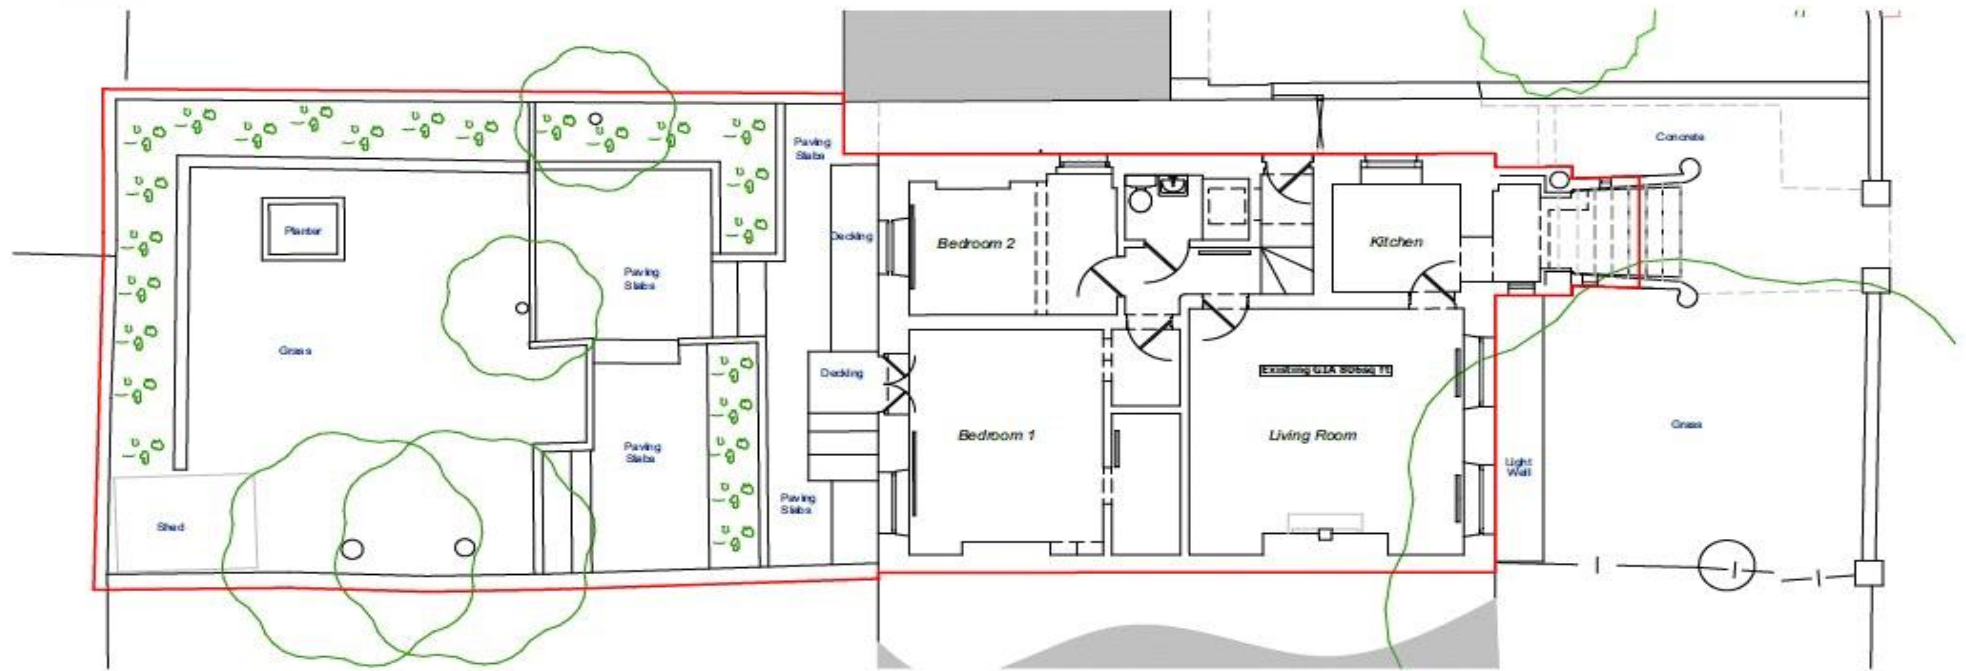 Concrete
Paving
Slabs
Planter
Decking
Bedroom 2
Kitchen
Paving
Slabs
Grass
Decking
Existing GIA 806sq ft
Grass
Bedroom 1
Living Room
Paving
Slabs
Light
Well
Paving
Slabs
Shed